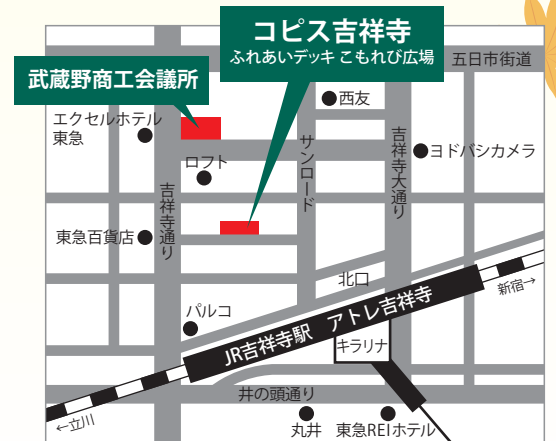 コピス吉祥寺
ふれあいデッキ こもれび広場
五日市街道
武蔵野商工会議所
西友
エクセルホテル
東急
ロフト
サンロード
吉祥寺大通り
ヨドバシカメラ
吉祥寺通り
東急百貨店
北口
新宿→
パルコ
JR吉祥寺駅 アトレ吉祥寺
キラリナ
井の頭通り
←立川
丸井
東急REIホテル